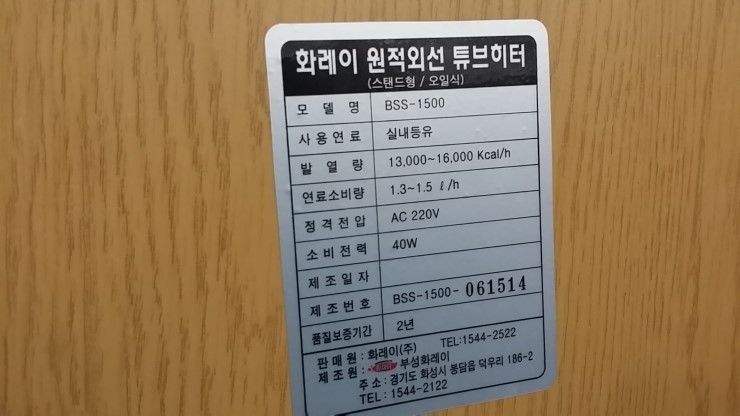 화레이 원적외선 튜브히터
(스탠드형 / 오일식)
모 델 명 BSS-1500
사용연료 실내등유
발 열 량 13,000~16,000 Kcal/h
연료소비량 1.3~1.5 ℓ/h
정격전압 AC 220V
소비전력 40W
제조일자
제조번호 BSS-1500- 061514
품질보증기간 2년
판매원 : 화레이(주) TEL:1544-2522
제조원 : 부성화레이
주 소 : 경기도 화성시 봉담읍 덕우리 186-2
TEL : 1544-2122